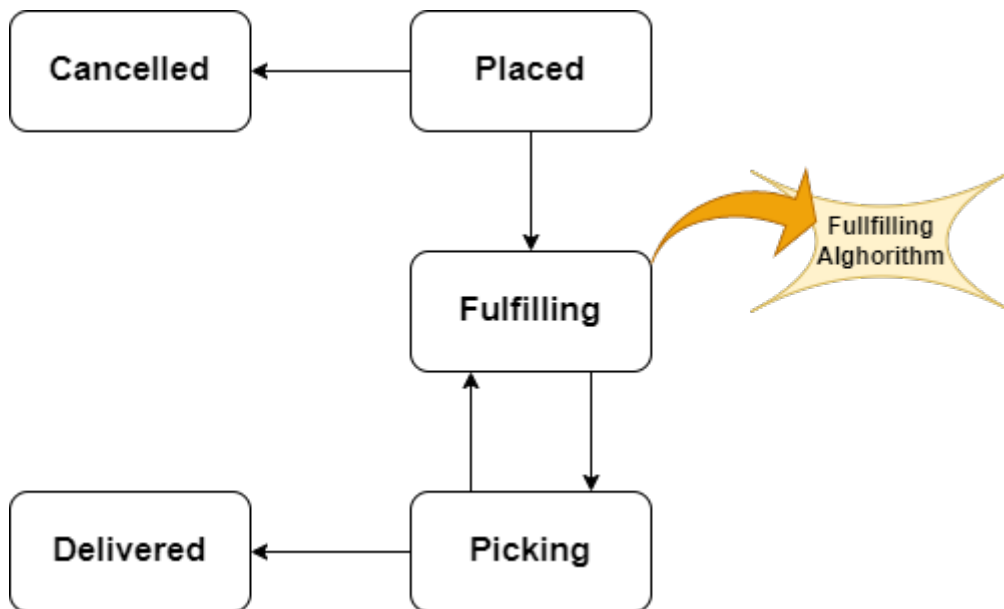 Cancelled
Placed
Fullfilling
Alghorithm
Fulfilling
Delivered
Picking